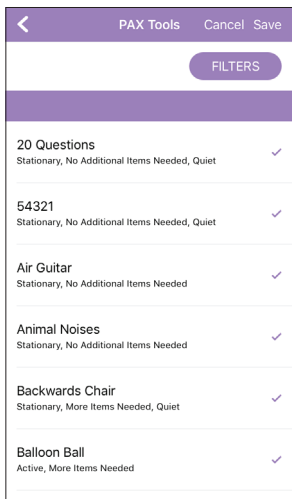 PAX Tools Cancel Save
FILTERS
20 Questions
Stationary, No Additional Items Needed, Quiet
54321
Stationary, No Additional Items Needed, Quiet
Air Guitar
Stationary, No Additional Items Needed
Animal Noises
Stationary, No Additional Items Needed
Backwards Chair
Stationary, More Items Needed, Quiet
Balloon Ball
Active, More Items Needed